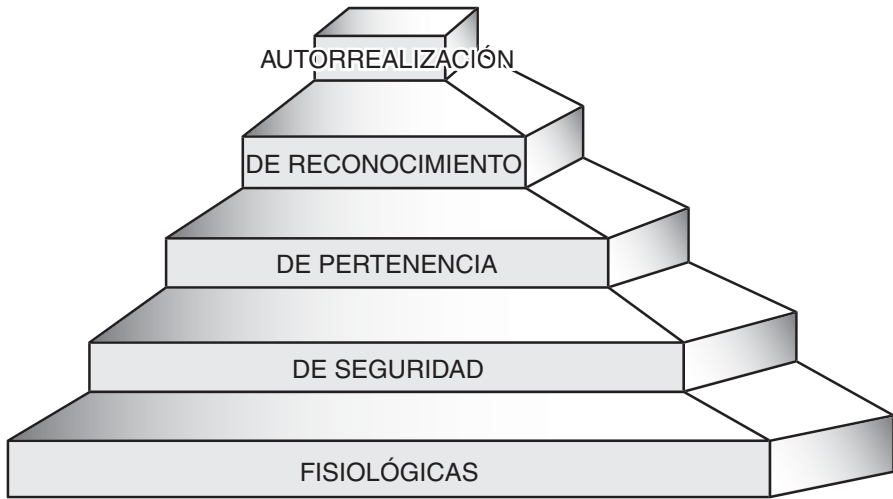 AUTORREALIZACIÓN
DE RECONOCIMIENTO
DE PERTENENCIA
DE SEGURIDAD
FISIOLÓGICAS